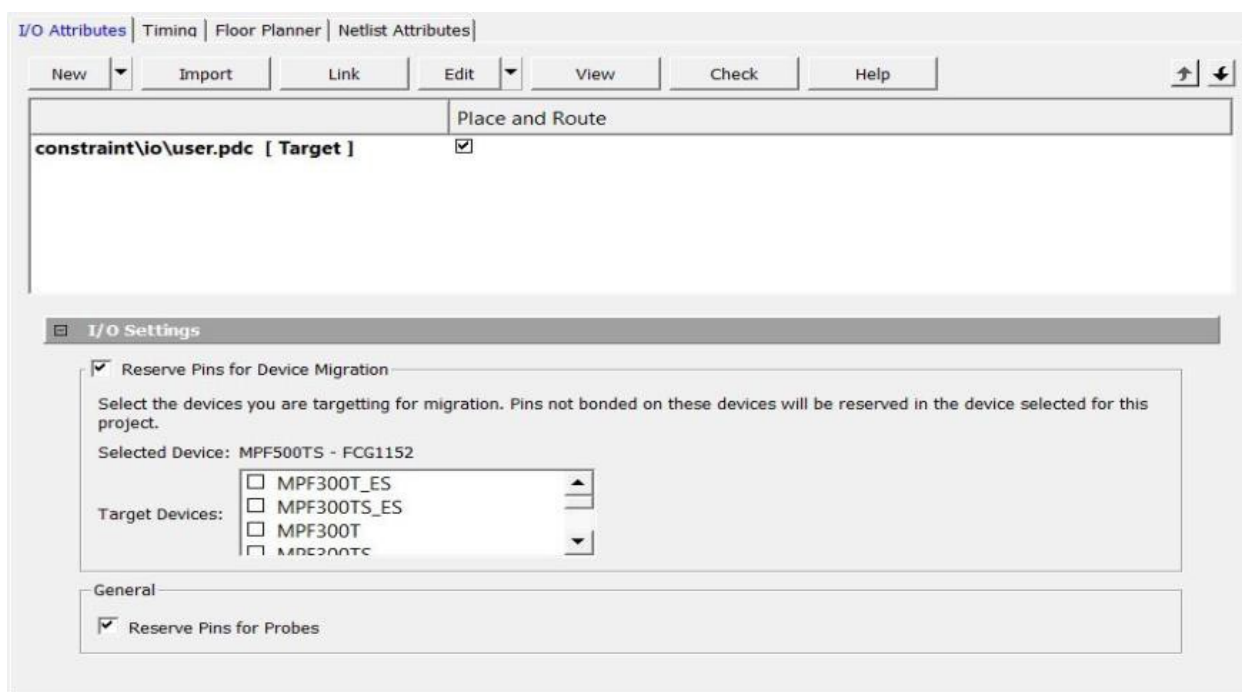 I/O Attributes Timing Floor Planner Netlist Attributes
New Import Link Edit View Check Help
Place and Route
constraint\io\user.pdc [ Target ]
I/O Settings
Reserve Pins for Device Migration
Select the devices you are targetting for migration. Pins not bonded on these devices will be reserved in the device selected for this
project.
Selected Device: MPF500TS - FCG1152
MPF300T_ES
MPF300TS_ES
Target Devices:
MPF300T
MPF300TS
General
Reserve Pins for Probes